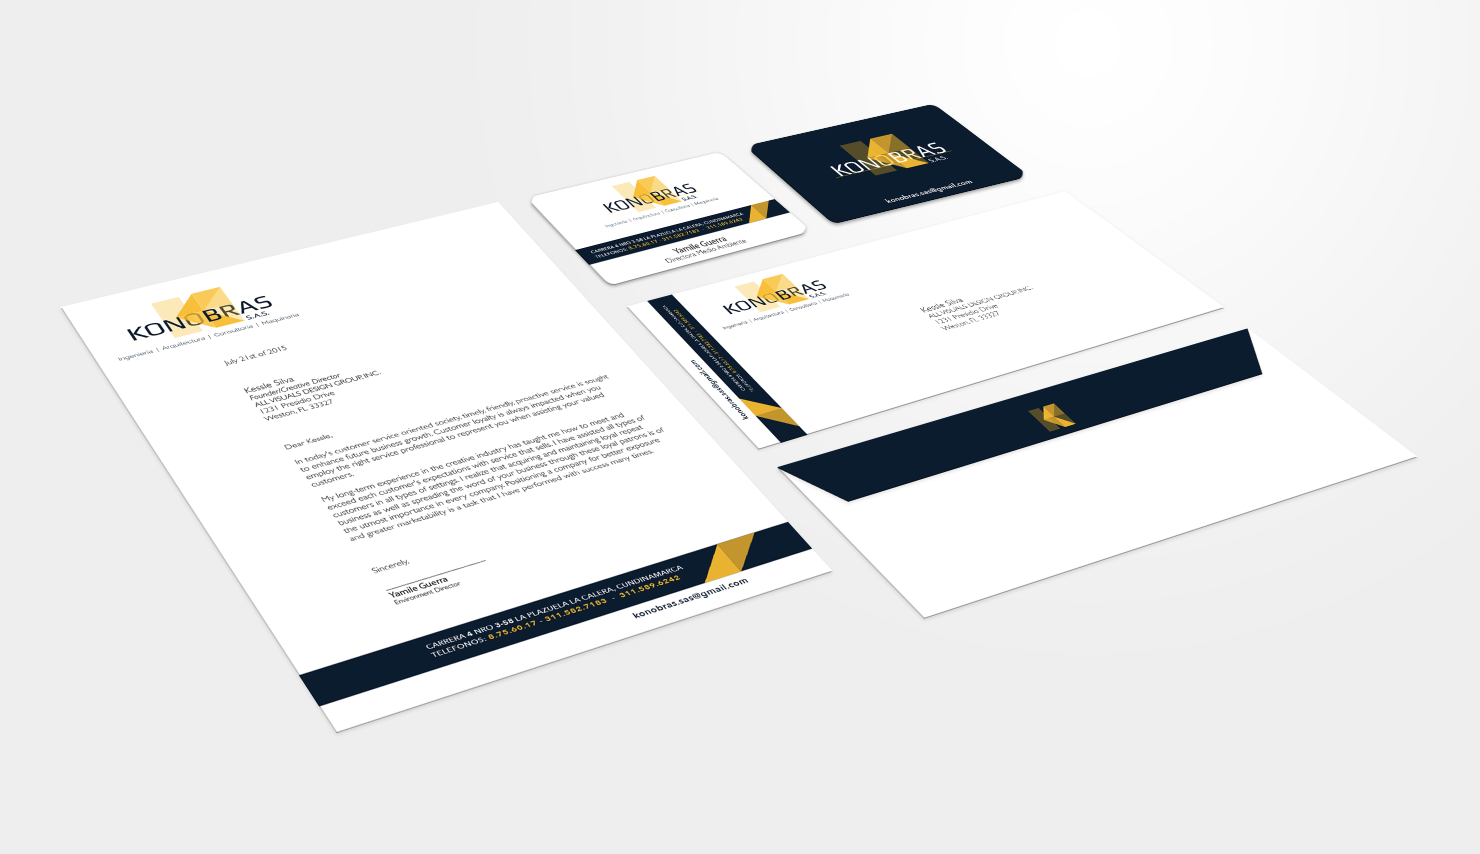 KONOBRAS
S.A.S.
Ingenieria | Arquitectura | Consultoria | Maquinaria
July 21st of 2015
Kessle Silva
Founder/Creative Director
ALL VISUALS DESIGN GROUP, INC.
1231 Presidio Drive
Weston, FL 33327
Dear Kessle,
In today's customer service oriented society, timely, friendly, proactive service is sought
to enhance future business growth. Customer loyalty is always impacted when you
employ the right service professional to represent you when assisting your valued
customers.
My long-term experience in the creative industry has taught me how to meet and
exceed each customer's expectations with service that sells. I have assisted all types of
customers in all types of settings. I realize that acquiring and maintaining loyal repeat
business as well as spreading the word of your business through these loyal patrons is of
the utmost importance in every company. Positioning a company for better exposure
and greater marketability is a task that I have performed with success many times.
Sincerely,
Yamile Guerra
Environment Director
CARRERA 4 NRO 3-58 LA PLAZUELA LA CALERA, CUNDINAMARCA
TELEFONOS: 8.75.60.17 - 311.582.7183 - 311.589.6242
konobras.sas@gmail.com
KONOBRAS
S.A.S.
Ingenieria | Arquitectura | Consultoria | Maquinaria
CARRERA 4 NRO 3-58 LA PLAZUELA LA CALERA, CUNDINAMARCA
TELEFONOS: 8.75.60.17 - 311.582.7183 - 311.589.6242
Yamile Guerra
Directora Medio Ambiente
KONOBRAS
S.A.S.
konobras.sas@gmail.com
KONOBRAS
S.A.S.
Ingenieria | Arquitectura | Consultoria | Maquinaria
Kessle Silva
ALL VISUALS DESIGN GROUP, INC.
1231 Presidio Drive
Weston, FL 33327
konobras.sas@gmail.com